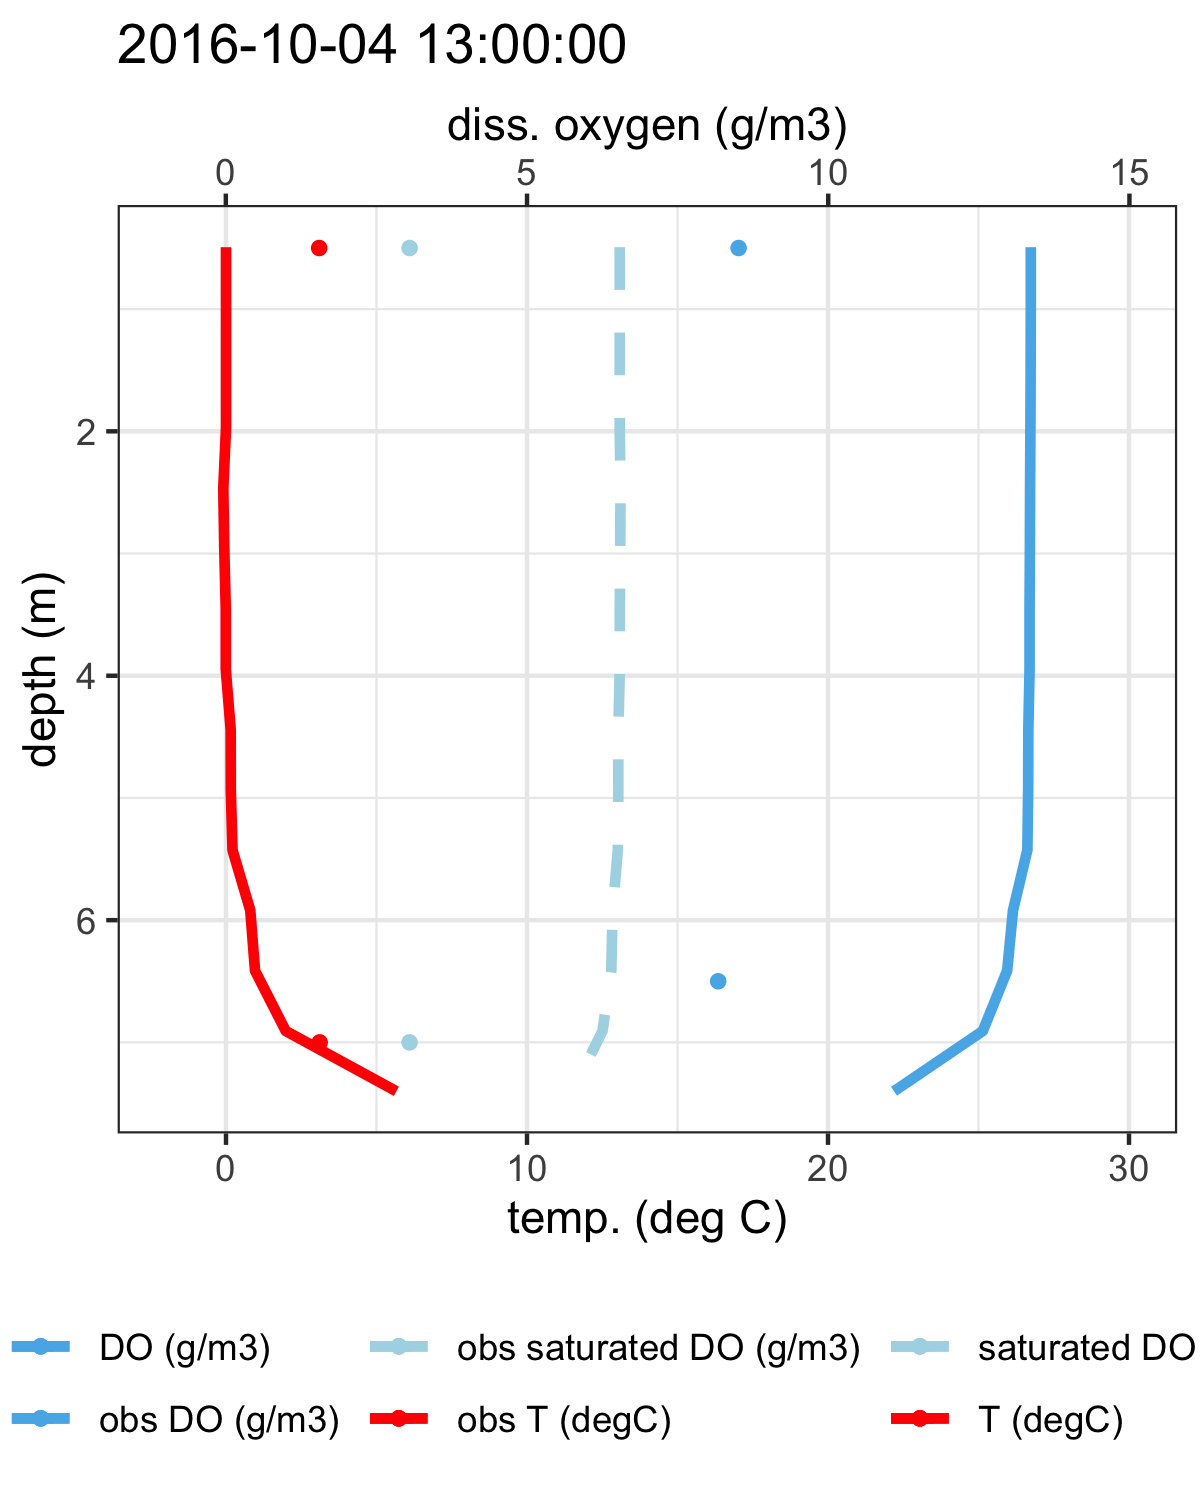 2016-10-04 13:00:00
diss. oxygen (g/m3)
0 5 10 15
2
4
6
depth (m)
0 10 20 30
temp. (deg C)
DO (g/m3) obs saturated DO (g/m3) saturated DO
obs DO (g/m3) obs T (degC) T (degC)